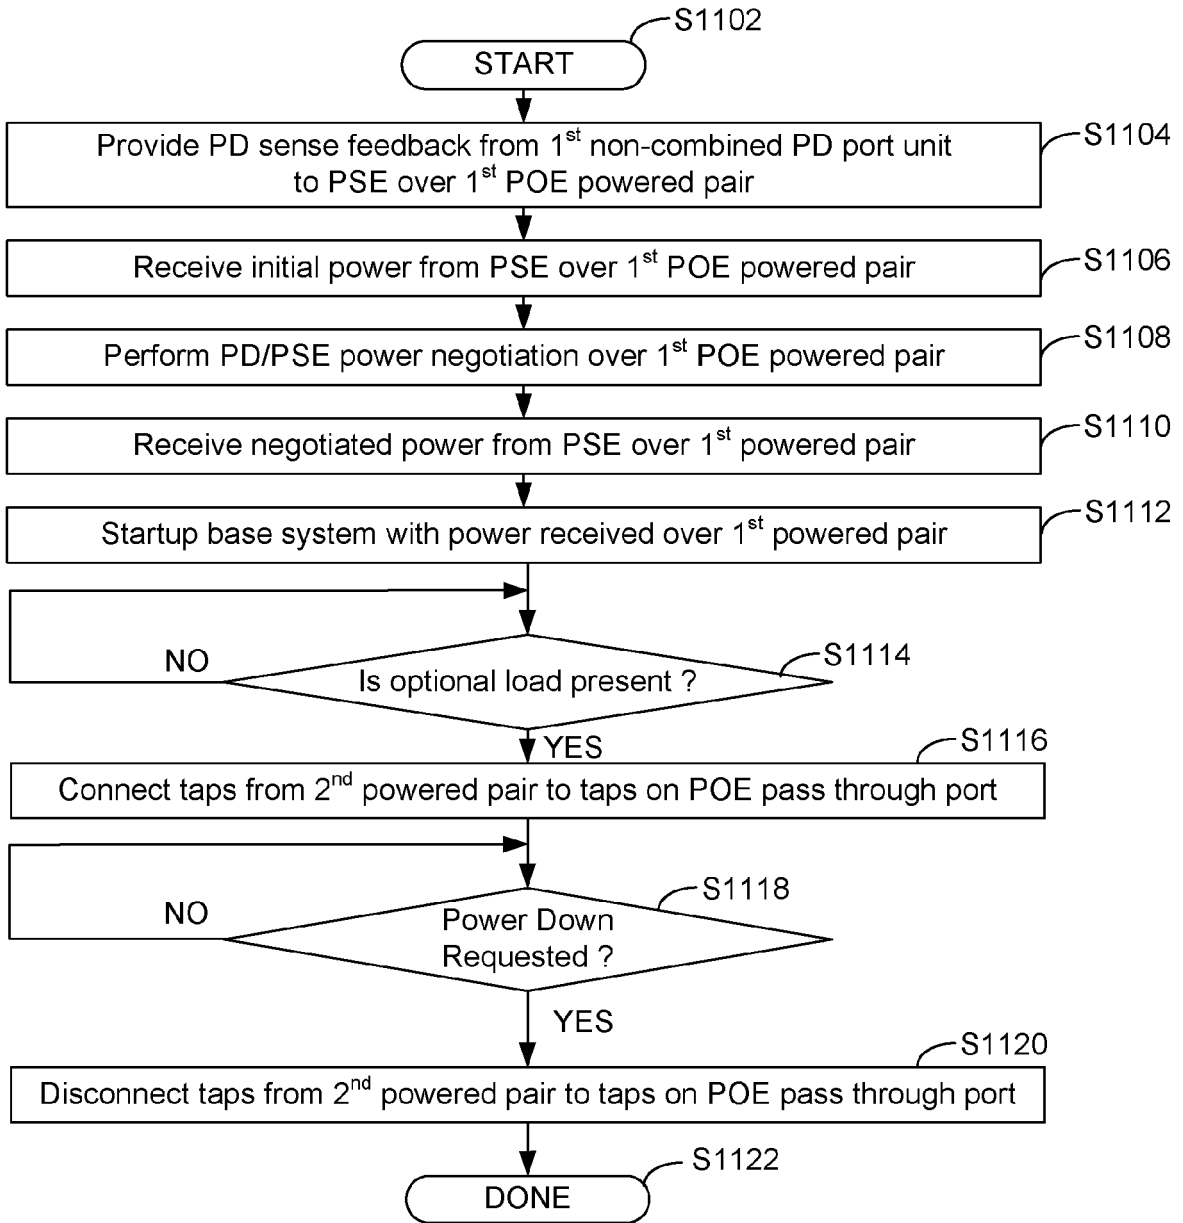 S1102
START
S1104
Provide PD sense feedback from 1st non-combined PD port unit
to PSE over 1st POE powered pair
S1106
Receive initial power from PSE over 1st POE powered pair
S1108
Perform PD/PSE power negotiation over 1st POE powered pair
S1110
Receive negotiated power from PSE over 1st powered pair
S1112
Startup base system with power received over 1st powered pair
S1114
NO
Is optional load present ?
YES
S1116
Connect taps from 2nd powered pair to taps on POE pass through port
S1118
NO
Power Down
Requested ?
YES
S1120
Disconnect taps from 2nd powered pair to taps on POE pass through port
S1122
DONE